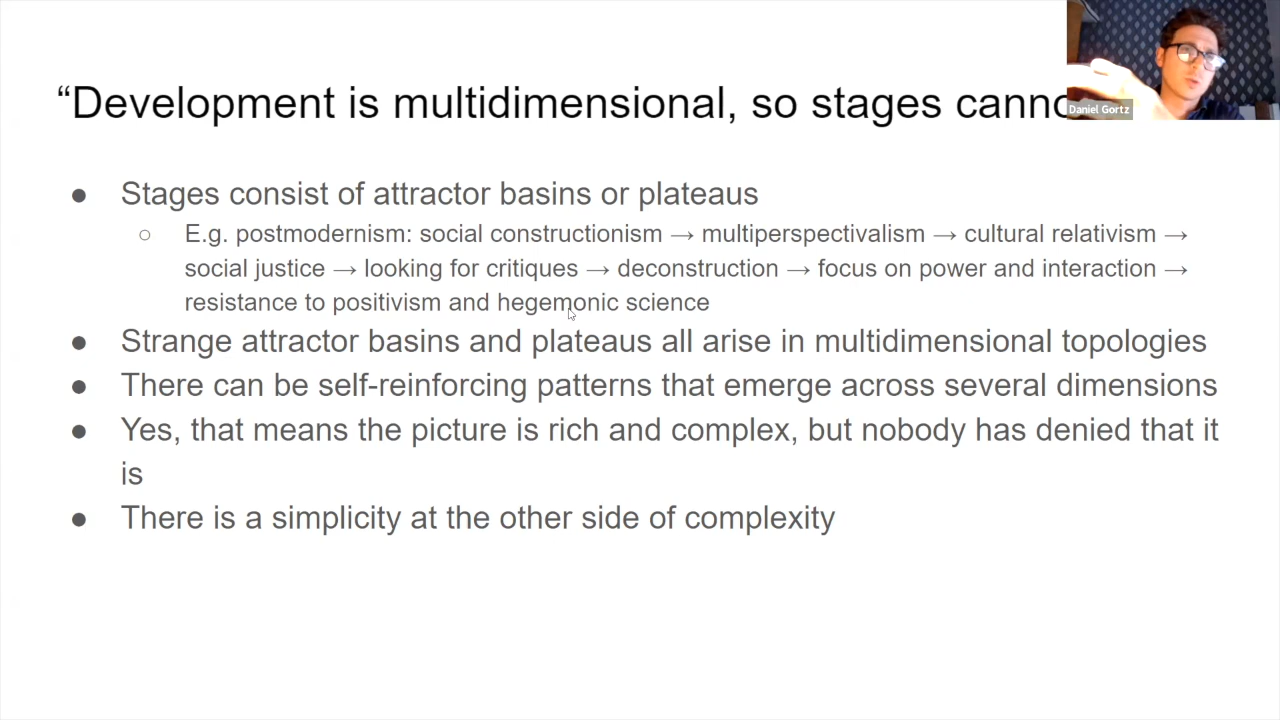 “Development is multidimensional, so stages canno
Daniel Gortz
● Stages consist of attractor basins or plateaus
○ E.g. postmodernism: social constructionism → multiperspectivalism → cultural relativism →
social justice → looking for critiques → deconstruction → focus on power and interaction →
resistance to positivism and hegemonic science
● Strange attractor basins and plateaus all arise in multidimensional topologies
● There can be self-reinforcing patterns that emerge across several dimensions
● Yes, that means the picture is rich and complex, but nobody has denied that it
is
● There is a simplicity at the other side of complexity